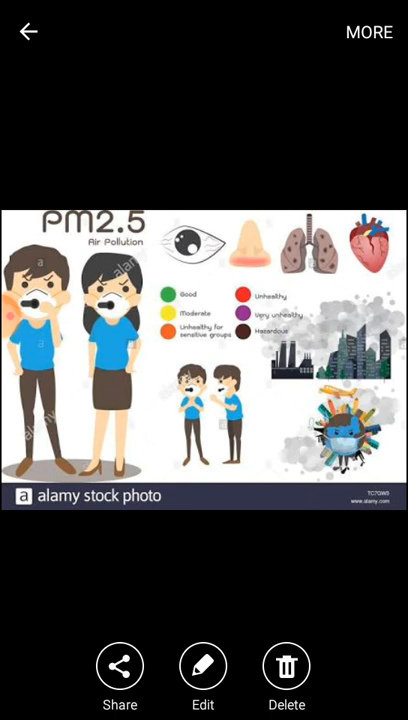 MORE
PM2.5
Air Pollution
Good
Moderate
Unhealthy for
sensitive groups
Unhealthy
Very unhealthy
Hazardous
a alamy stock photo
TC7GW5
www.alamy.com
Share
Edit
Delete